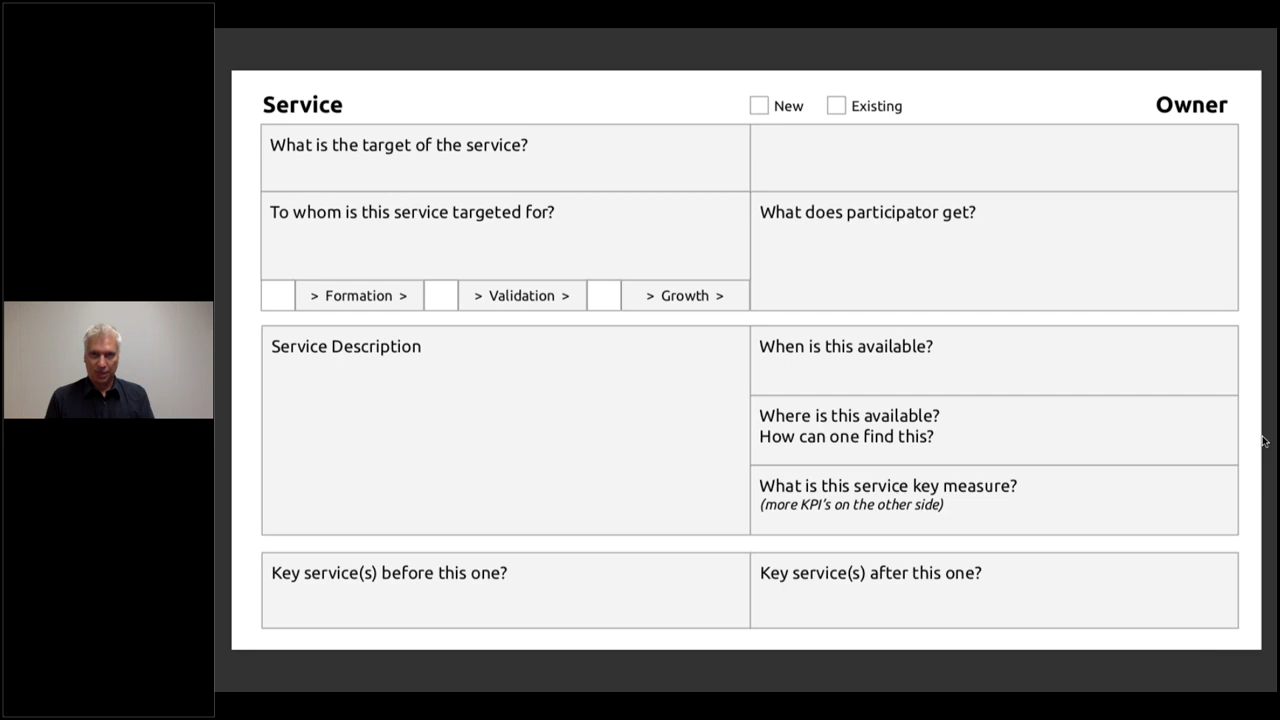 Service
New
Existing
Owner
What is the target of the service?
To whom is this service targeted for?
What does participator get?
> Formation >
> Validation >
> Growth >
Service Description
When is this available?
Where is this available?
How can one find this?
What is this service key measure?
(more KPI's on the other side)
Key service(s) before this one?
Key service(s) after this one?